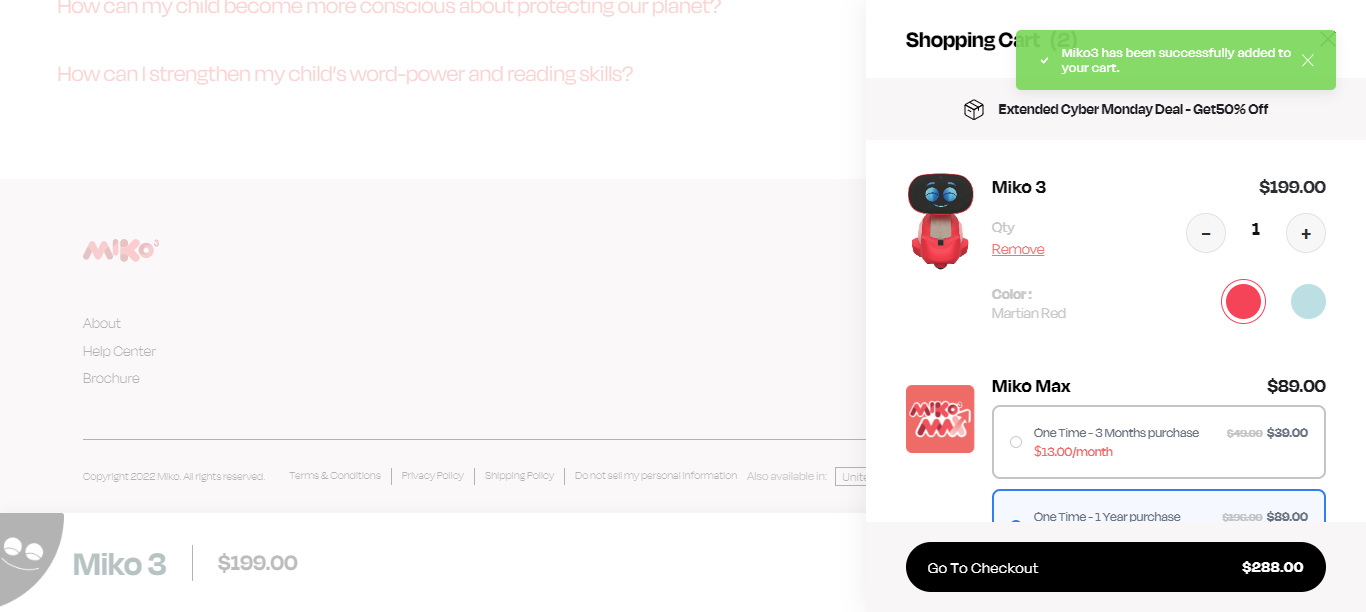 How can my child become more conscious about protecting our planet?
How can I strengthen my child's word-power and reading skills?
MIKO3
About
Help Center
Brochure
Copyright 2022 Miko. All rights reserved.
Terms & Conditions
Privacy Policy
Shipping Policy
Do not sell my personal information
Also available in:
Unite
Miko 3
$199.00
Shopping Cart (2)
Miko3 has been successfully added to
your cart.
Extended Cyber Monday Deal - Get50% Off
Miko 3
$199.00
Qty
1
Remove
Color :
Martian Red
MIKO3
MAX
Miko Max
$89.00
One Time - 3 Months purchase
$49.00 $39.00
$13.00/month
One Time - 1 Year purchase
$196.00 $89.00
Go To Checkout
$288.00